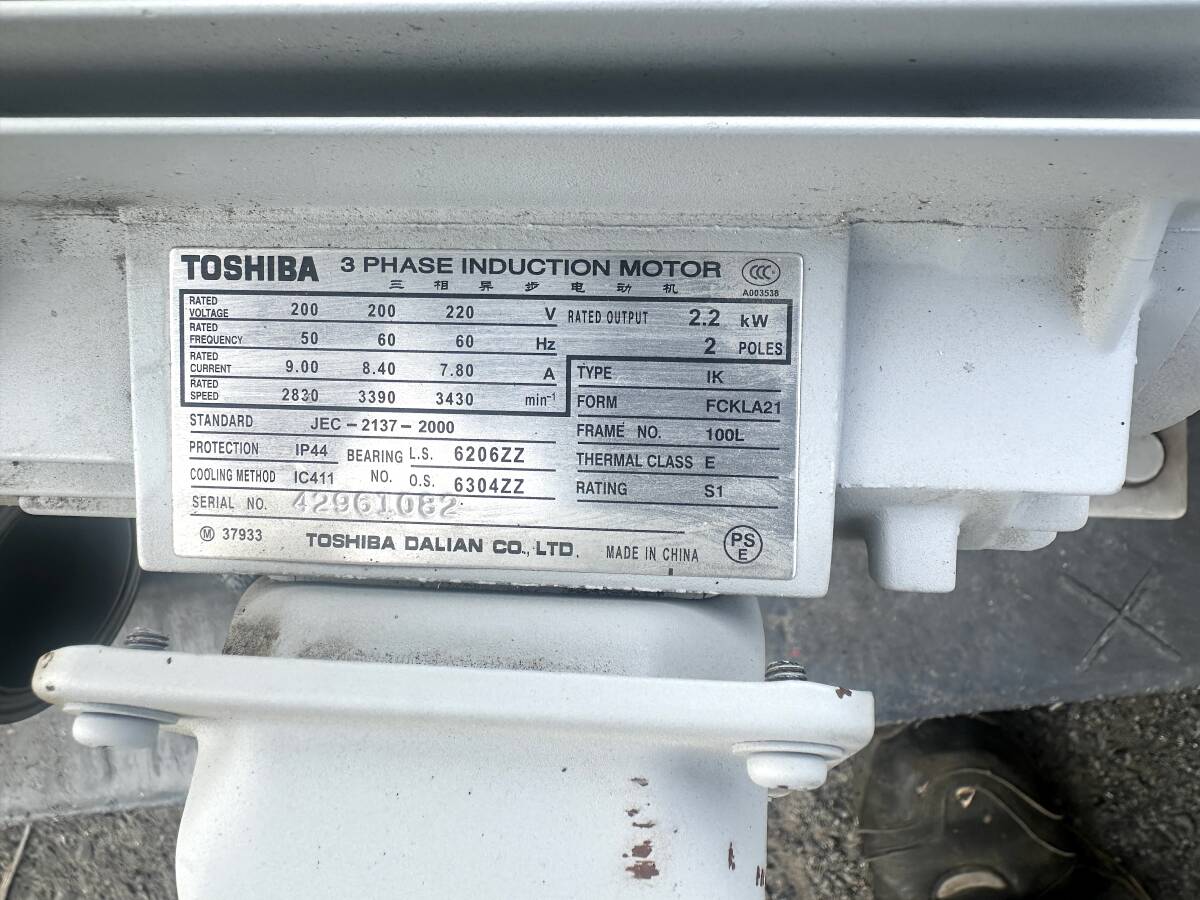 TOSHIBA 3 PHASE INDUCTION MOTOR CCC
三相异步电动机 A003538
RATED VOLTAGE 200 200 220 V RATED OUTPUT 2.2 kW
RATED FREQUENCY 50 60 60 Hz 2 POLES
RATED CURRENT 9.00 8.40 7.80 A TYPE IK
RATED SPEED 2830 3390 3430 min-1 FORM FCKLA21
STANDARD JEC-2137-2000 FRAME NO. 100L
PROTECTION IP44 BEARING L.S. 6206ZZ THERMAL CLASS E
COOLING METHOD IC411 NO. O.S. 6304ZZ RATING S1
SERIAL NO. 42961082
M 37933 TOSHIBA DALIAN CO., LTD. MADE IN CHINA PSE